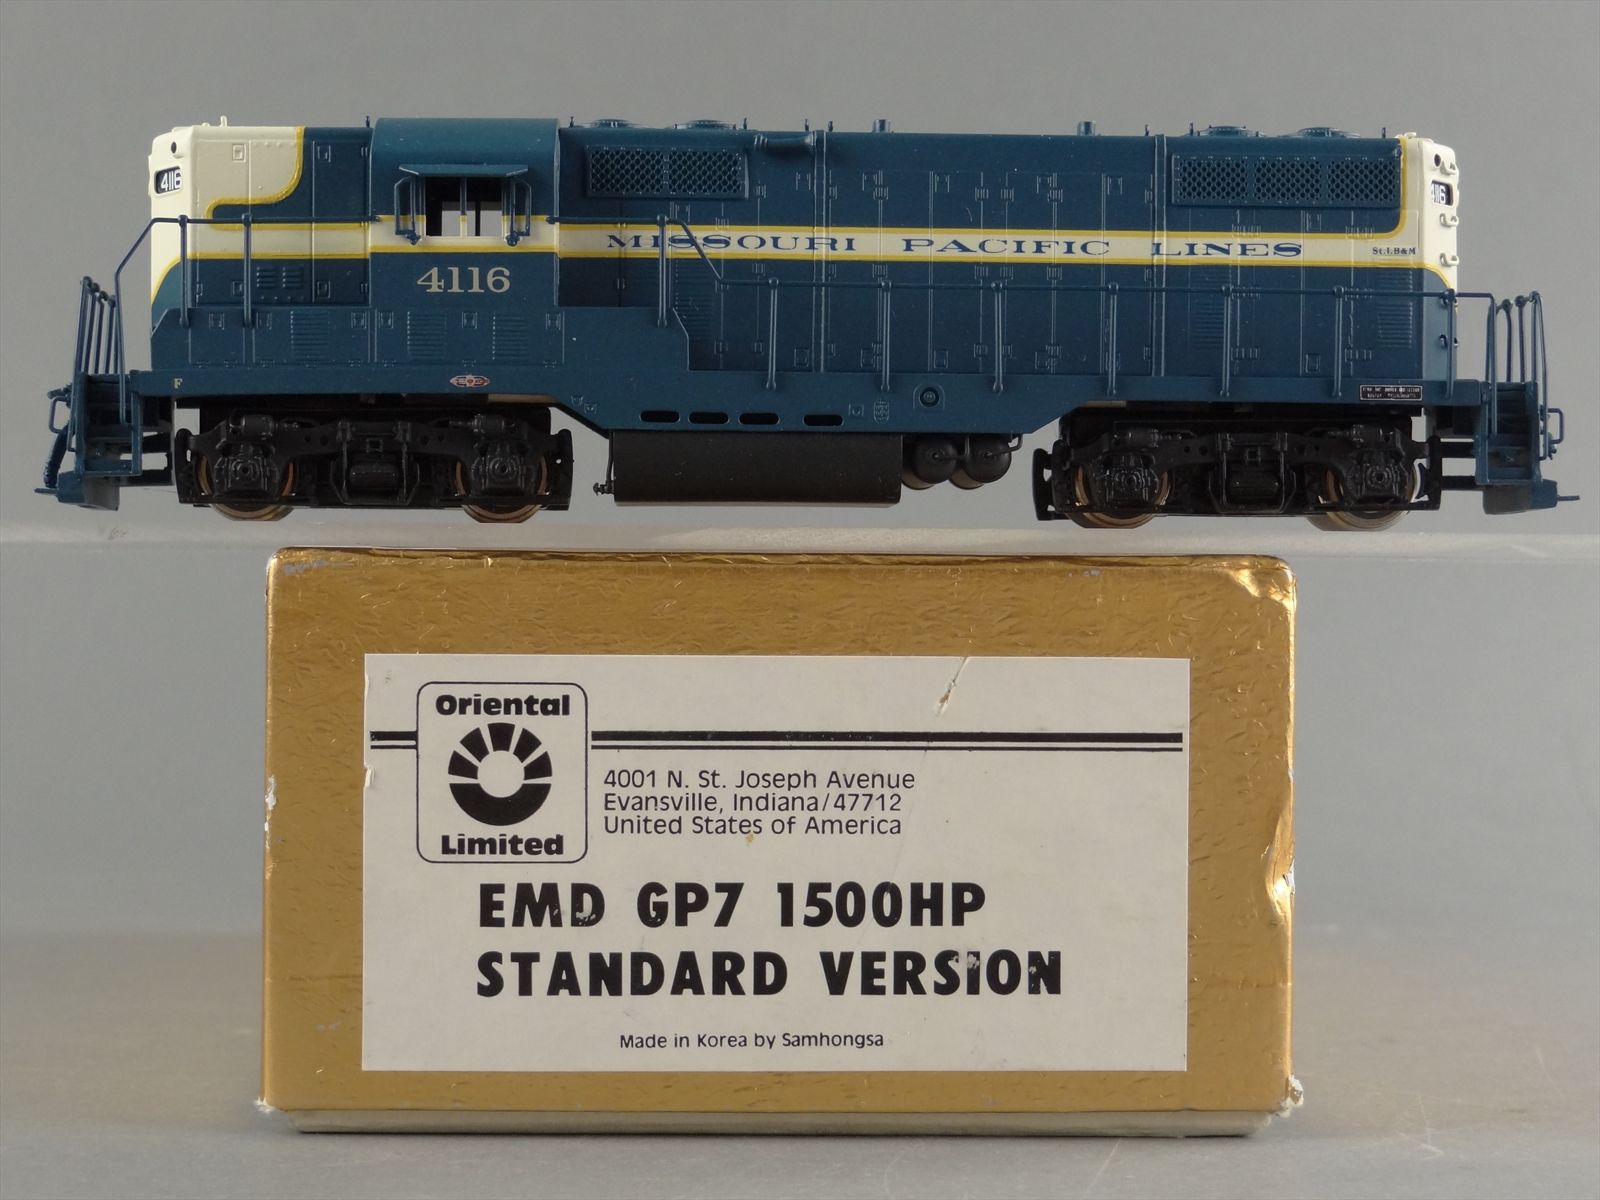 4116
4116
MISSOURI PACIFIC LINES
St.L.B&M
4116
F
Oriental
Limited
4001 N. St. Joseph Avenue
Evansville, Indiana/47712
United States of America
EMD GP7 1500HP
STANDARD VERSION
Made in Korea by Samhongsa